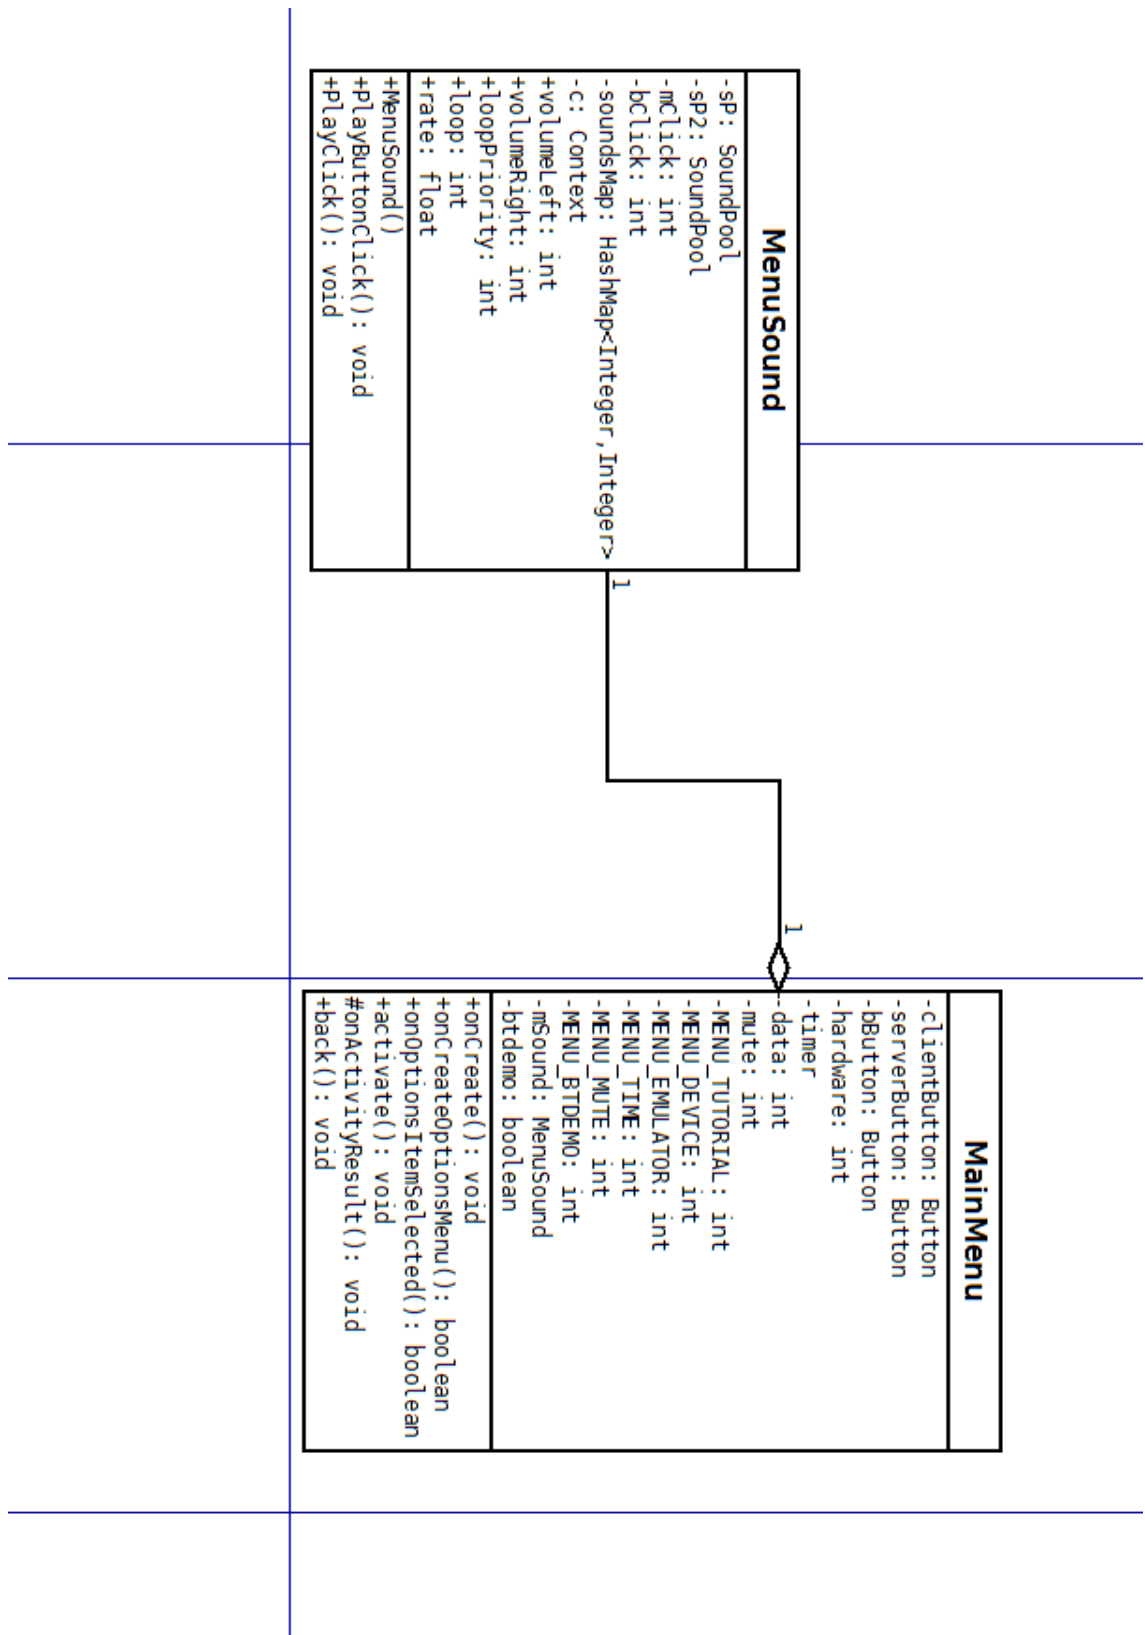 MenuSound
-sP: SoundPool
-sP2: SoundPool
-mClick: int
-bClick: int
-soundsMap: HashMap<Integer,Integer>
-c: Context
+volumeLeft: int
+volumeRight: int
+loopPriority: int
+loop: int
+rate: float
+MenuSound()
+playButtonClick(): void
+playClick(): void
1
1
MainMenu
-clientButton: Button
-serverButton: Button
-bButton: Button
-hardware: int
-timer
-data: int
-mute: int
-MENU_TUTORIAL: int
-MENU_DEVICE: int
-MENU_EMULATOR: int
-MENU_TIME: int
-MENU_MUTE: int
-MENU_BTDEMO: int
-mSound: MenuSound
-btdemo: boolean
+onCreate(): void
+onCreateOptionsMenu(): boolean
+onOptionsItemSelected(): boolean
+activate(): void
#onActivityResult(): void
+back(): void